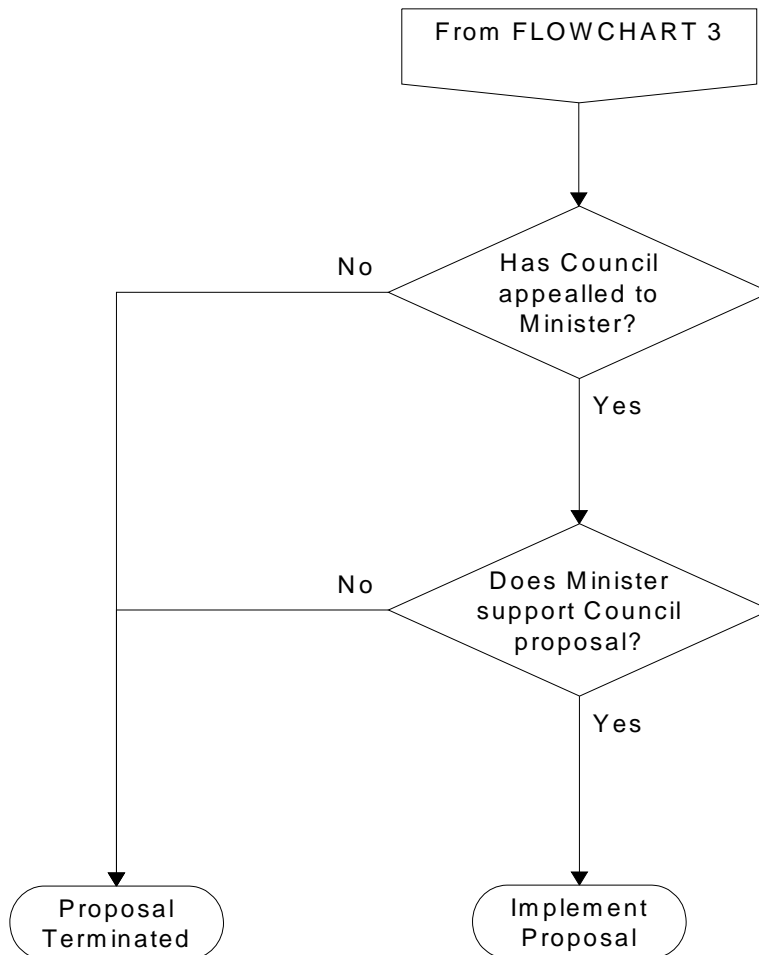 From FLOWCHART 3
No
Has Council
appealled to
Minister?
Yes
No
Does Minister
support Council
proposal?
Yes
Proposal
Terminated
Implement
Proposal